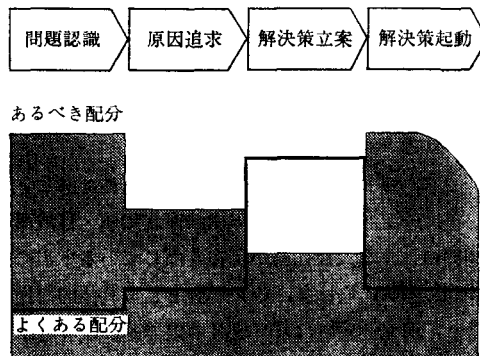 問題認識
原因追求
解決策立案
解決策起動
あるべき配分
よくある配分